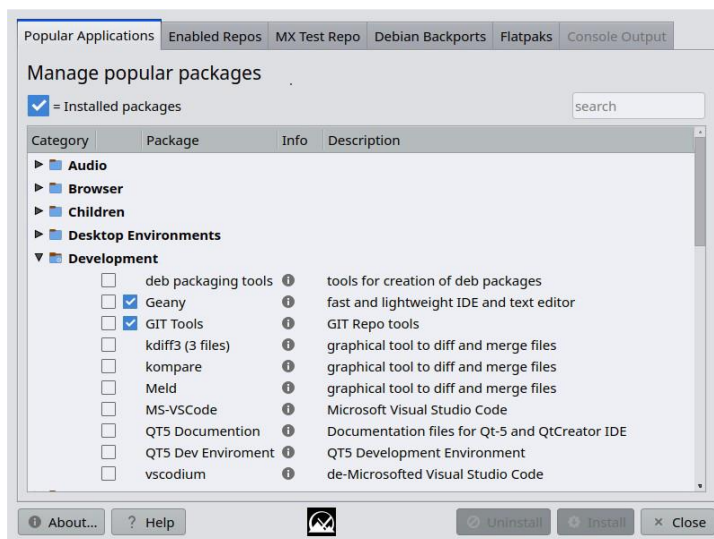 Popular Applications Enabled Repos MX Test Repo Debian Backports Flatpaks Console Output
Manage popular packages
= Installed packages search
Category Package Info Description
Audio
Browser
Children
Desktop Environments
Development
deb packaging tools tools for creation of deb packages
Geany fast and lightweight IDE and text editor
GIT Tools GIT Repo tools
kdiff3 (3 files) graphical tool to diff and merge files
kompare graphical tool to diff and merge files
Meld graphical tool to diff and merge files
MS-VSCode Microsoft Visual Studio Code
QT5 Documention Documentation files for Qt-5 and QtCreator IDE
QT5 Dev Enviroment QT5 Development Environment
vscodium de-Microsofted Visual Studio Code
About... ? Help Uninstall Install Close